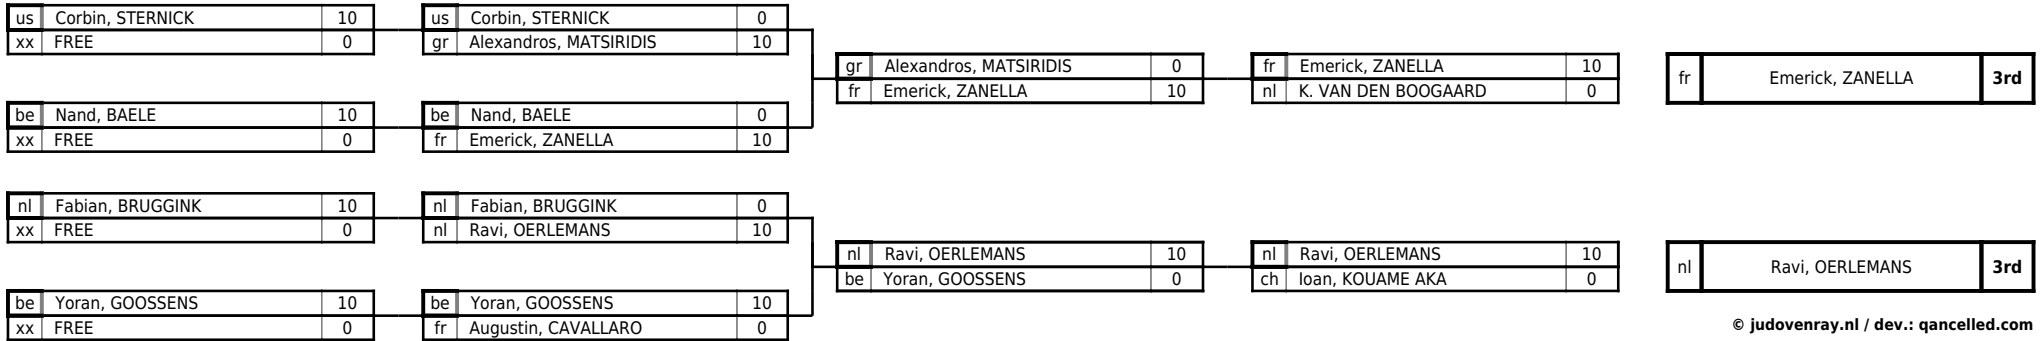 us Corbin, STERNICK 10
xx FREE 0
be Nand, BAELE 10
xx FREE 0
nl Fabian, BRUGGINK 10
xx FREE 0
be Yoran, GOOSSENS 10
xx FREE 0
us Corbin, STERNICK 0
gr Alexandros, MATSIRIDIS 10
be Nand, BAELE 0
fr Emerick, ZANELLA 10
nl Fabian, BRUGGINK 0
nl Ravi, OERLEMANS 10
be Yoran, GOOSSENS 10
fr Augustin, CAVALLARO 0
gr Alexandros, MATSIRIDIS 0
fr Emerick, ZANELLA 10
nl Ravi, OERLEMANS 10
be Yoran, GOOSSENS 0
fr Emerick, ZANELLA 10
nl K. VAN DEN BOOGAARD 0
nl Ravi, OERLEMANS 10
ch Ioan, KOUAME AKA 0
fr Emerick, ZANELLA 3rd
nl Ravi, OERLEMANS 3rd
© judovenray.nl / dev.: qancelled.com